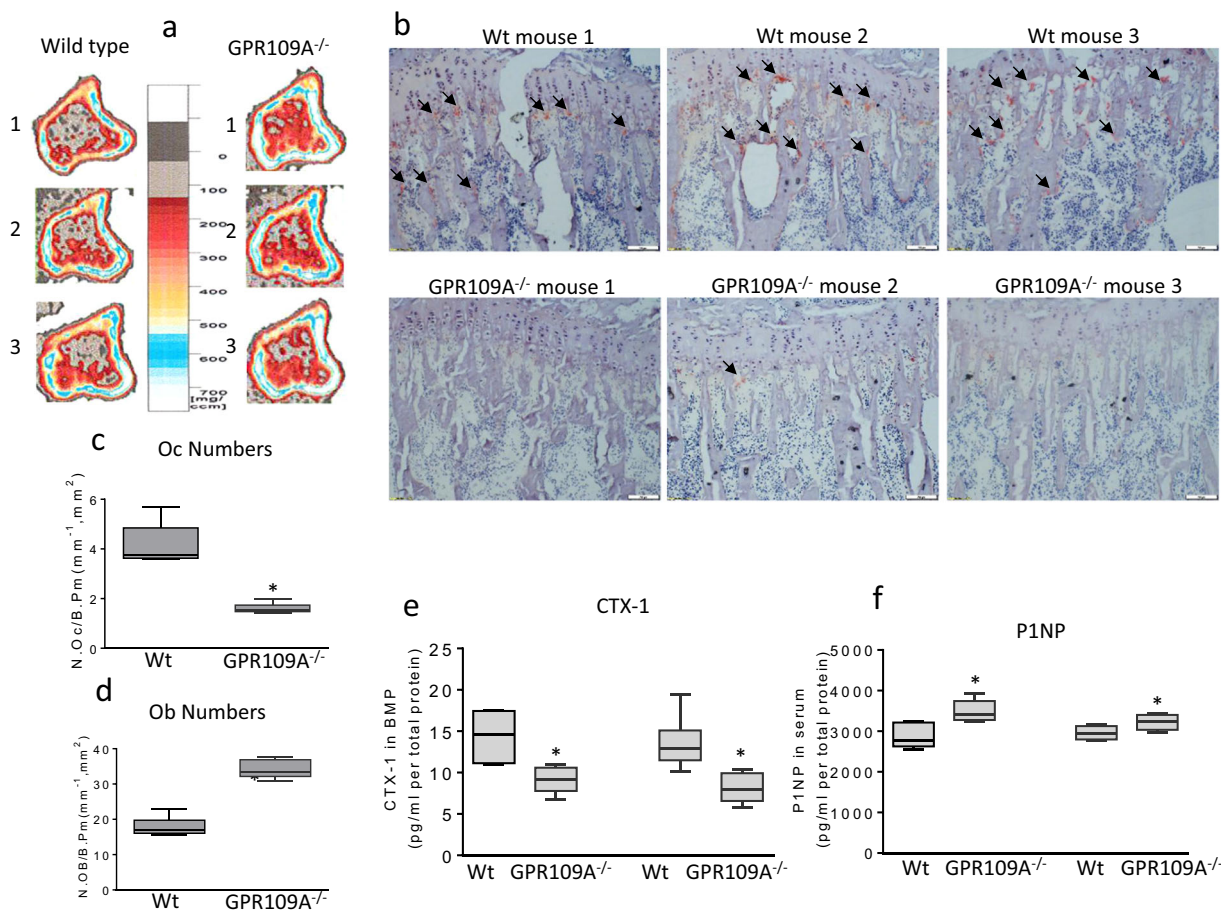 a
Wild type
GPR109A-/-
1
2
3
1
2
3
0
100
200
300
400
500
600
700
[mg/
ccm]
b
Wt mouse 1
Wt mouse 2
Wt mouse 3
GPR109A-/- mouse 1
GPR109A-/- mouse 2
GPR109A-/- mouse 3
c
Oc Numbers
N.Oc/B.Pm (mm-1,mm2)
6
4
2
0
*
Wt
GPR109A-/-
d
Ob Numbers
N.OB/B.Pm(mm-1,mm2)
40
30
20
10
0
*
Wt
GPR109A-/-
e
CTX-1
CTX-1 in BMP
(pg/ml per total protein)
25
20
15
10
5
0
*
*
Wt
GPR109A-/-
Wt
GPR109A-/-
f
P1NP
P1NP in serum
(pg/ml per total protein)
5000
4000
3000
2000
1000
0
*
*
Wt
GPR109A-/-
Wt
GPR109A-/-